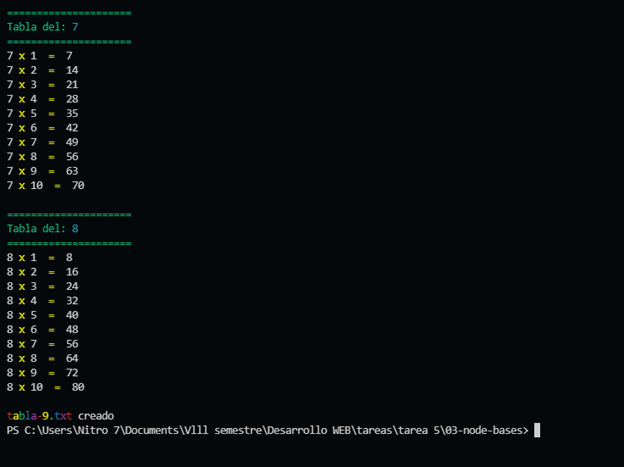 =====================
Tabla del: 7
=====================
7 x 1  =  7
7 x 2  =  14
7 x 3  =  21
7 x 4  =  28
7 x 5  =  35
7 x 6  =  42
7 x 7  =  49
7 x 8  =  56
7 x 9  =  63
7 x 10  =  70
=====================
Tabla del: 8
=====================
8 x 1  =  8
8 x 2  =  16
8 x 3  =  24
8 x 4  =  32
8 x 5  =  40
8 x 6  =  48
8 x 7  =  56
8 x 8  =  64
8 x 9  =  72
8 x 10  =  80
tabla-9.txt creado
PS C:\Users\Nitro 7\Documents\Vlll semestre\Desarrollo WEB\tareas\tarea 5\03-node-bases>